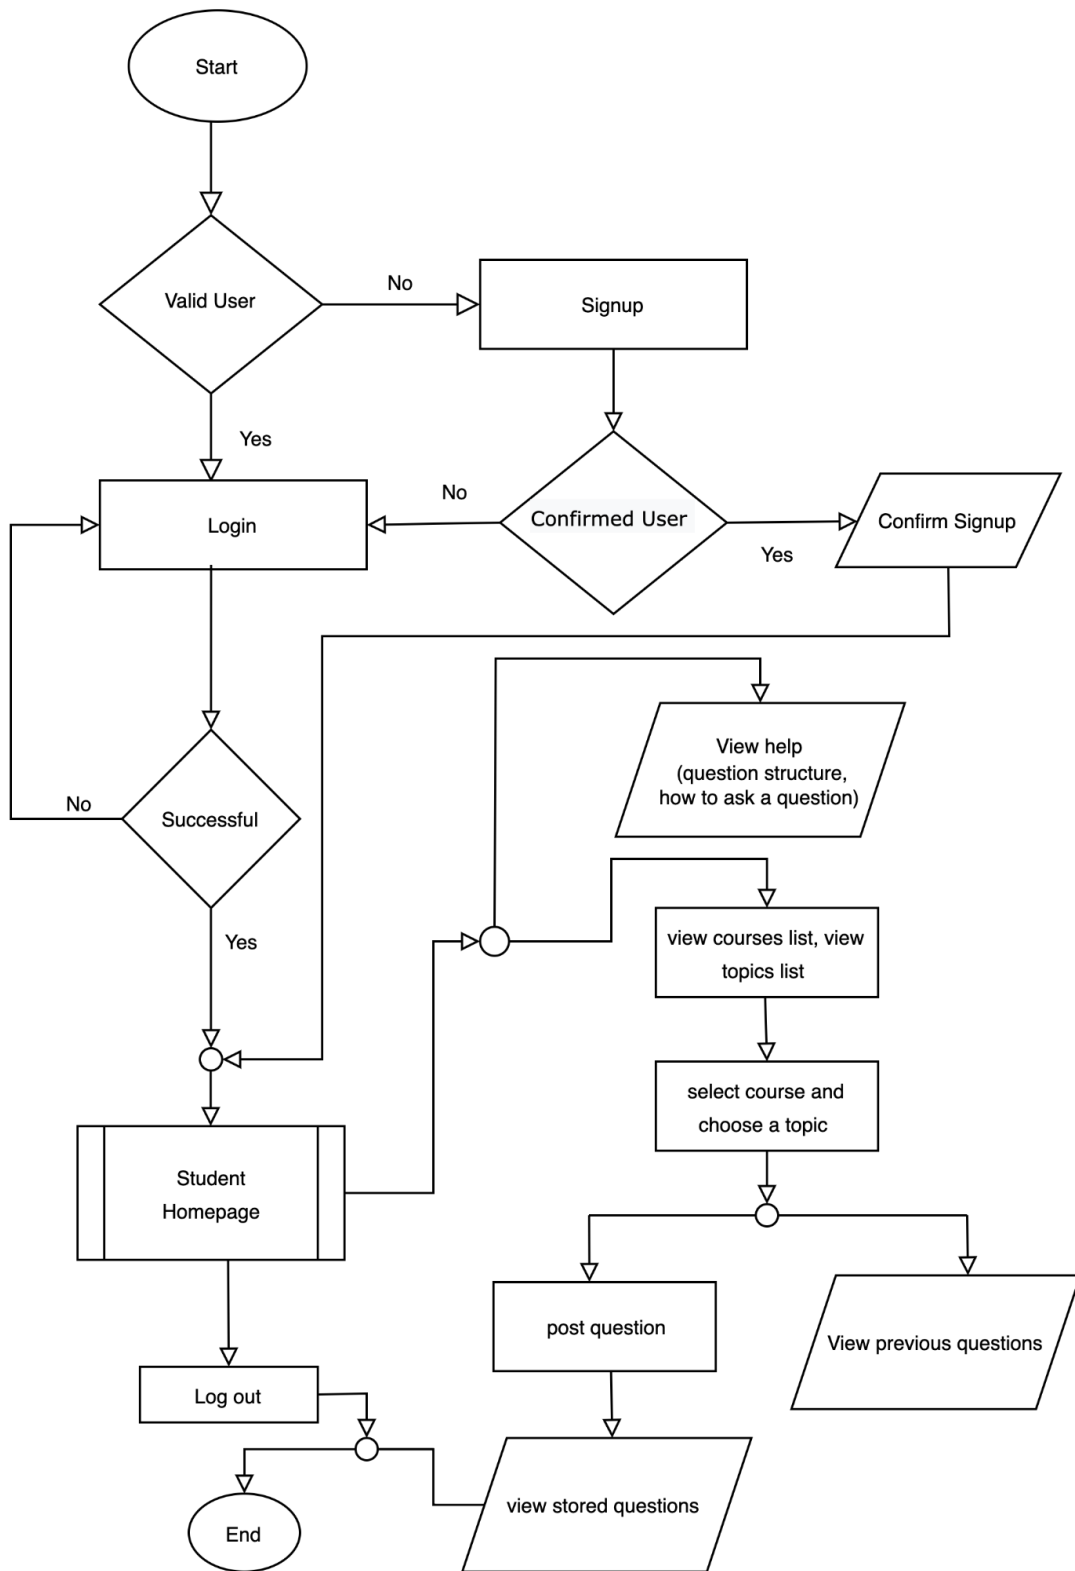 Start
Valid User
No
Signup
Yes
Login
No
Confirmed User
Yes
Confirm Signup
No
Successful
Yes
View help
(question structure,
how to ask a question)
view courses list, view
topics list
select course and
choose a topic
Student
Homepage
post question
View previous questions
Log out
view stored questions
End